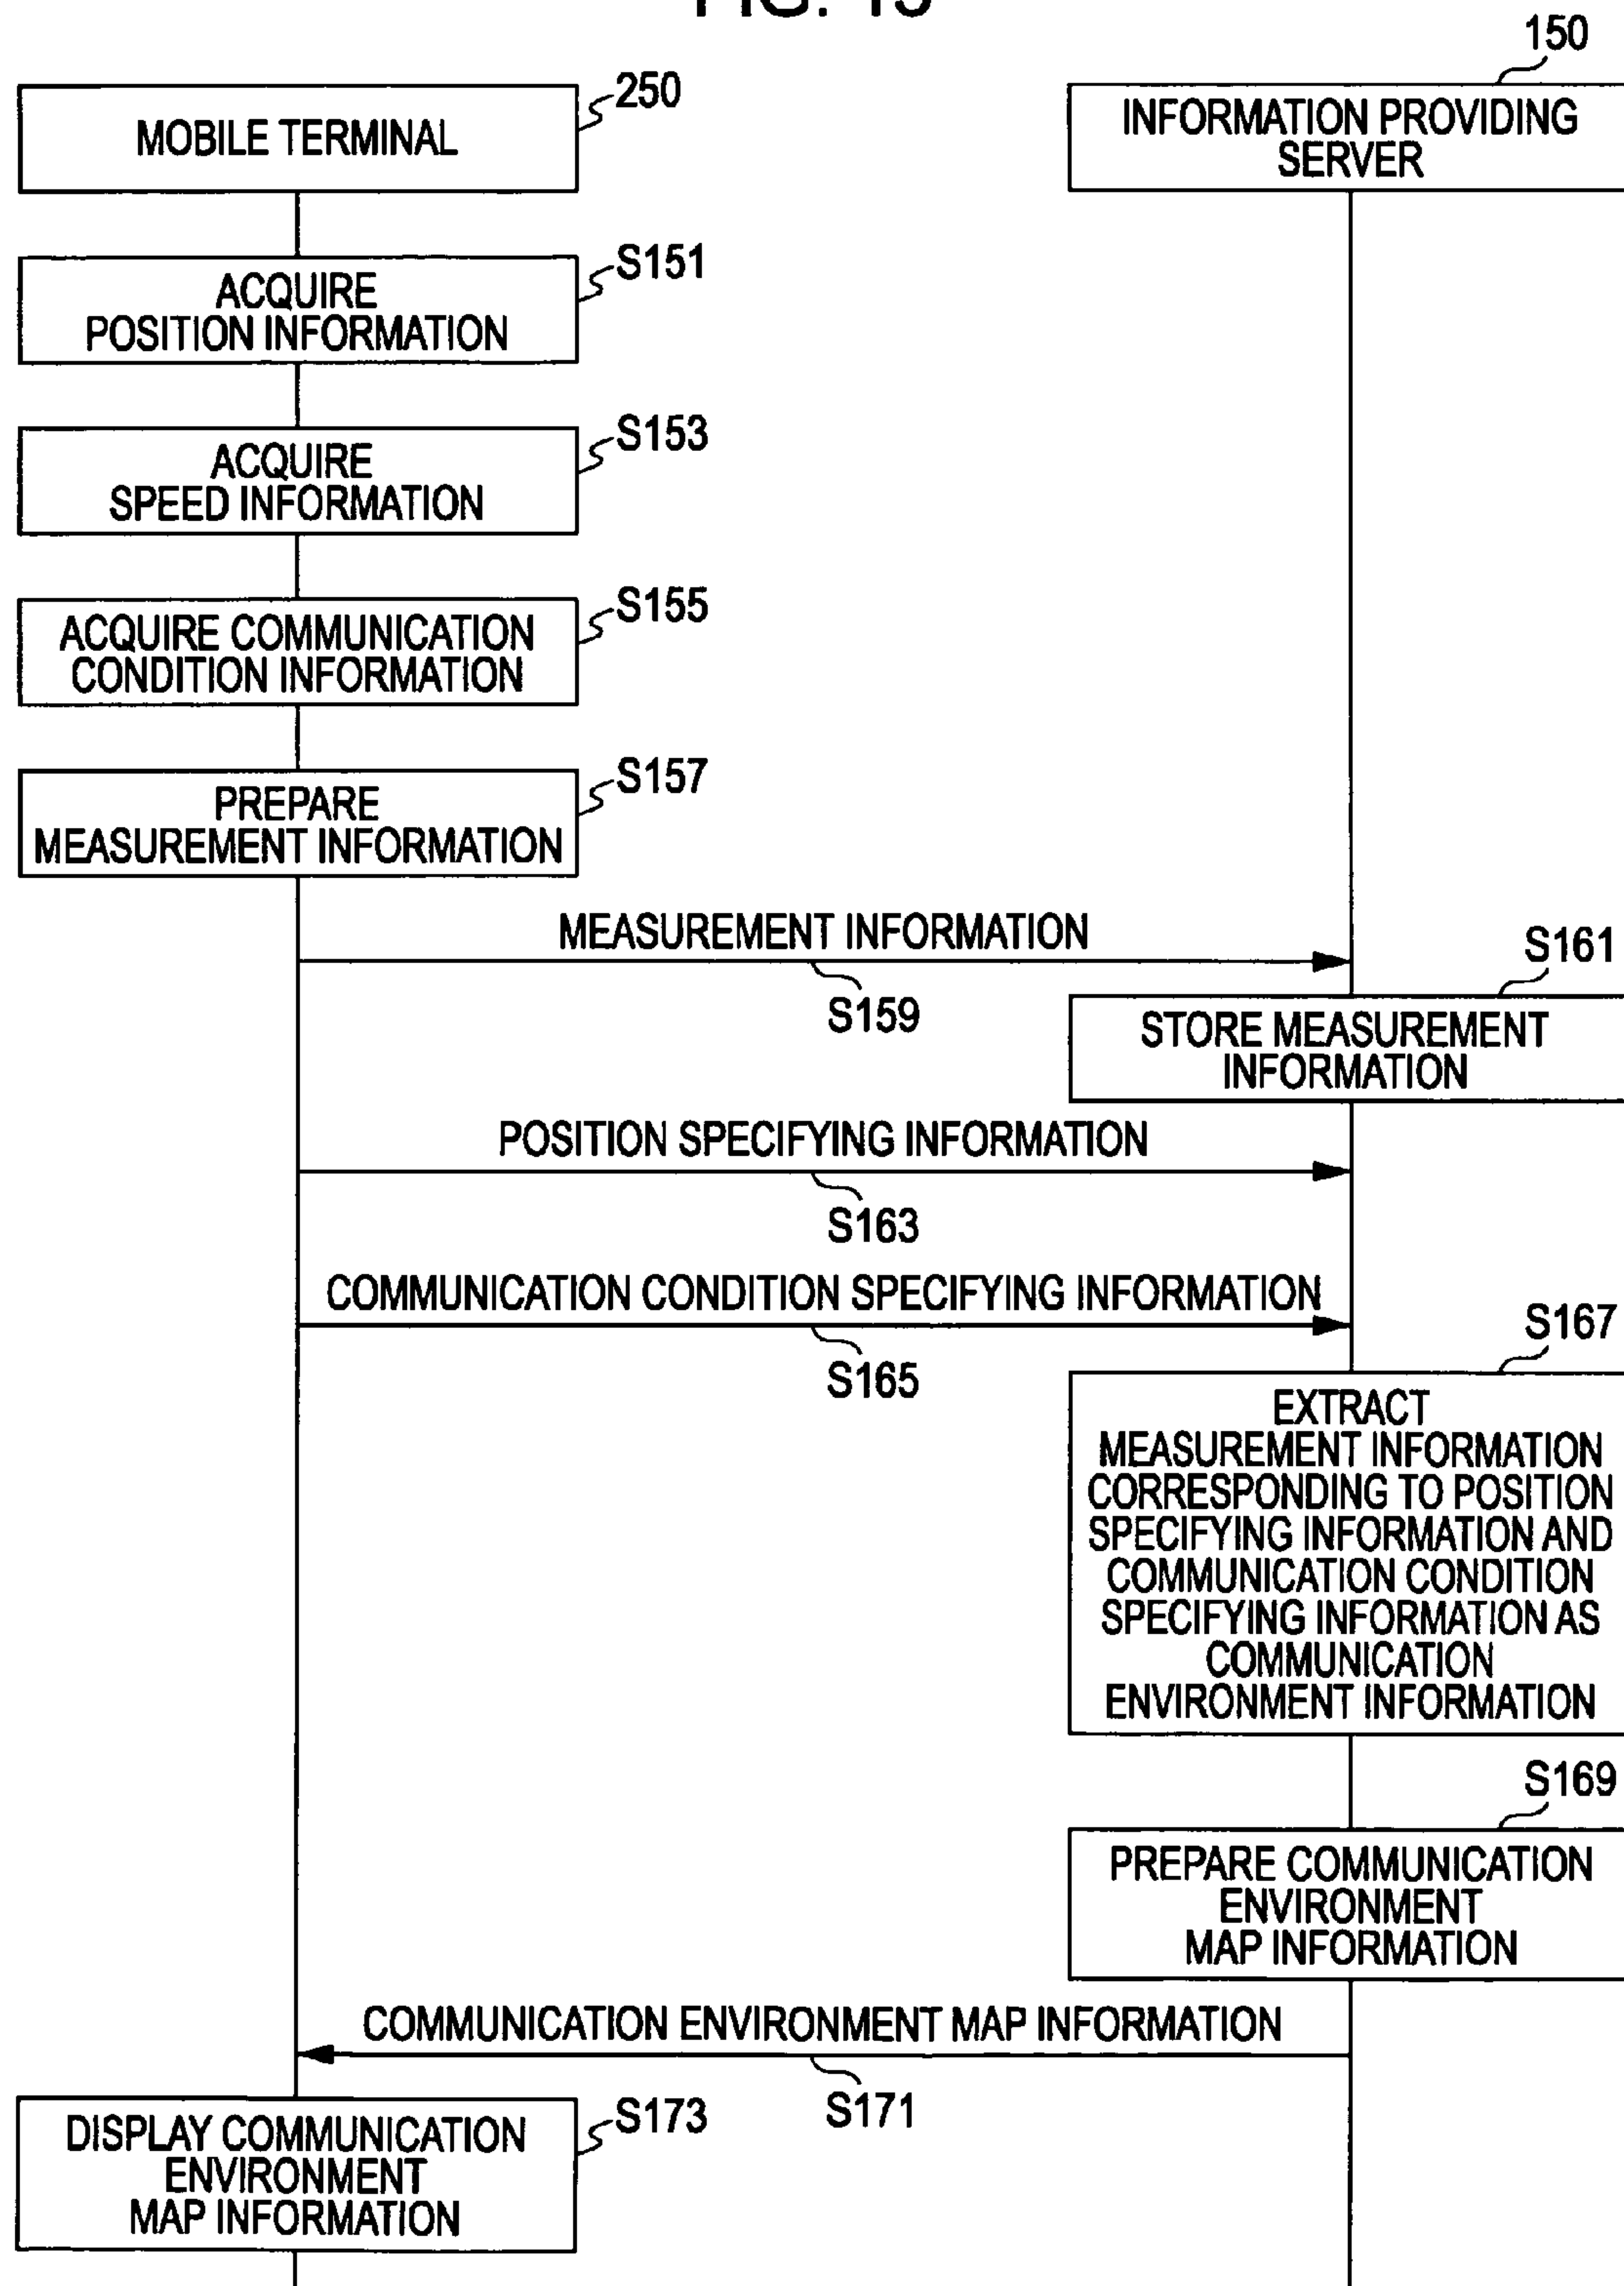 150
250
MOBILE TERMINAL
INFORMATION PROVIDING
SERVER
S151
ACQUIRE
POSITION INFORMATION
S153
ACQUIRE
SPEED INFORMATION
S155
ACQUIRE COMMUNICATION
CONDITION INFORMATION
S157
PREPARE
MEASUREMENT INFORMATION
MEASUREMENT INFORMATION
S159
S161
STORE MEASUREMENT
INFORMATION
POSITION SPECIFYING INFORMATION
S163
COMMUNICATION CONDITION SPECIFYING INFORMATION
S165
S167
EXTRACT
MEASUREMENT INFORMATION
CORRESPONDING TO POSITION
SPECIFYING INFORMATION AND
COMMUNICATION CONDITION
SPECIFYING INFORMATION AS
COMMUNICATION
ENVIRONMENT INFORMATION
S169
PREPARE COMMUNICATION
ENVIRONMENT
MAP INFORMATION
COMMUNICATION ENVIRONMENT MAP INFORMATION
S171
S173
DISPLAY COMMUNICATION
ENVIRONMENT
MAP INFORMATION